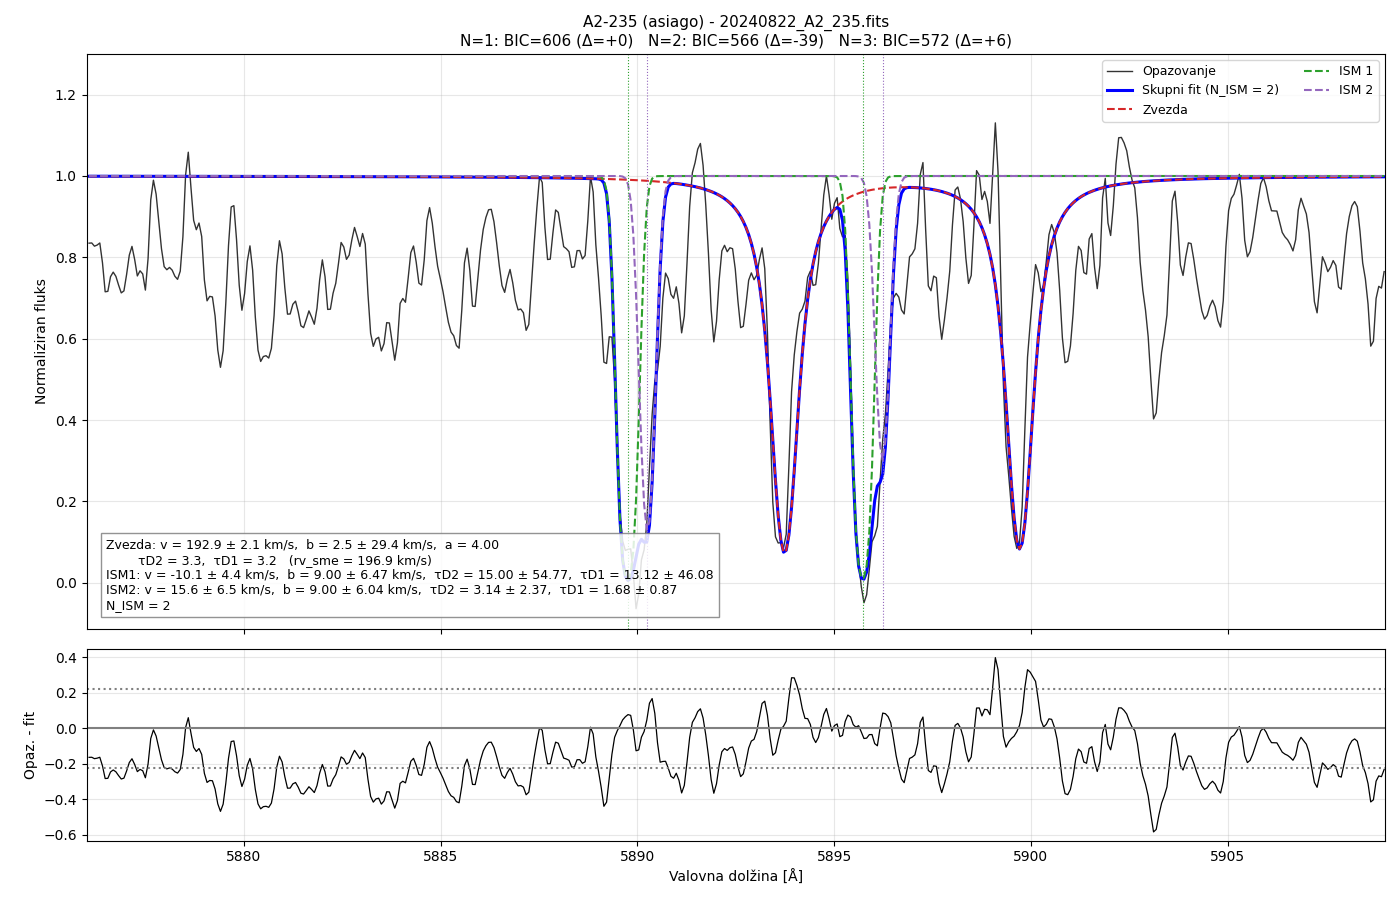 A2-235 (asiago) - 20240822_A2_235.fits
N=1: BIC=606 (Δ=+0)   N=2: BIC=566 (Δ=-39)   N=3: BIC=572 (Δ=+6)
Opazovanje
Skupni fit (N_ISM = 2)
Zvezda
ISM 1
ISM 2
Normaliziran fluks
1.2
1.0
0.8
0.6
0.4
0.2
0.0
Zvezda: v = 192.9 ± 2.1 km/s,  b = 2.5 ± 29.4 km/s,  a = 4.00
τD2 = 3.3,  τD1 = 3.2   (rv_sme = 196.9 km/s)
ISM1: v = -10.1 ± 4.4 km/s,  b = 9.00 ± 6.47 km/s,  τD2 = 15.00 ± 54.77,  τD1 = 13.12 ± 46.08
ISM2: v = 15.6 ± 6.5 km/s,  b = 9.00 ± 6.04 km/s,  τD2 = 3.14 ± 2.37,  τD1 = 1.68 ± 0.87
N_ISM = 2
Opaz. - fit
0.4
0.2
0.0
−0.2
−0.4
−0.6
5880 5885 5890 5895 5900 5905
Valovna dolžina [Å]